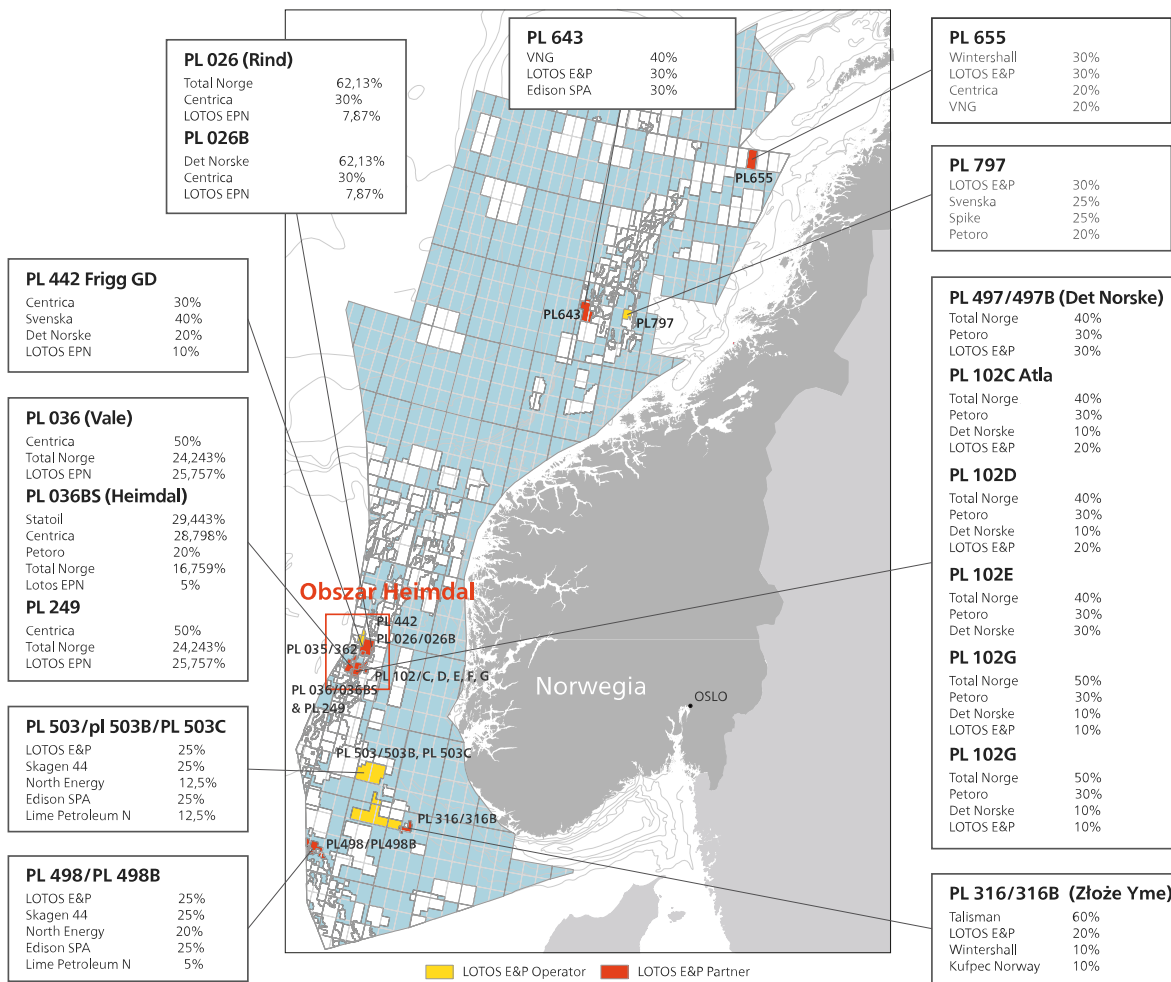 PL 026 (Rind)
Total Norge 62,13%
Centrica 30%
LOTOS EPN 7,87%
PL 026B
Det Norske 62,13%
Centrica 30%
LOTOS EPN 7,87%
PL 643
VNG 40%
LOTOS E&P 30%
Edison SPA 30%
PL 655
Wintershall 30%
LOTOS E&P 30%
Centrica 20%
VNG 20%
PL 797
LOTOS E&P 30%
Svenska 25%
Spike 25%
Petoro 20%
PL 442 Frigg GD
Centrica 30%
Svenska 40%
Det Norske 20%
LOTOS EPN 10%
PL 036 (Vale)
Centrica 50%
Total Norge 24,243%
LOTOS EPN 25,757%
PL 036BS (Heimdal)
Statoil 29,443%
Centrica 28,798%
Petoro 20%
Total Norge 16,759%
Lotos EPN 5%
PL 249
Centrica 50%
Total Norge 24,243%
LOTOS EPN 25,757%
PL 503/pl 503B/PL 503C
LOTOS E&P 25%
Skagen 44 25%
North Energy 12,5%
Edison SPA 25%
Lime Petroleum N 12,5%
PL 498/PL 498B
LOTOS E&P 25%
Skagen 44 25%
North Energy 20%
Edison SPA 25%
Lime Petroleum N 5%
PL655
PL643
PL797
Obszar Heimdal
PL 442
PL 026/026B
PL 035/362
PL 102/C, D, E, F, G
PL 036/036BS
& PL 249
Norwegia
OSLO
PL 503/503B, PL 503C
PL 316/316B
PL498/PL498B
PL 497/497B (Det Norske)
Total Norge 40%
Petoro 30%
LOTOS E&P 30%
PL 102C Atla
Total Norge 40%
Petoro 30%
Det Norske 10%
LOTOS E&P 20%
PL 102D
Total Norge 40%
Petoro 30%
Det Norske 10%
LOTOS E&P 20%
PL 102E
Total Norge 40%
Petoro 30%
Det Norske 30%
PL 102G
Total Norge 50%
Petoro 30%
Det Norske 10%
LOTOS E&P 10%
PL 102G
Total Norge 50%
Petoro 30%
Det Norske 10%
LOTOS E&P 10%
PL 316/316B (Złoże Yme)
Talisman 60%
LOTOS E&P 20%
Wintershall 10%
Kufpec Norway 10%
LOTOS E&P Operator
LOTOS E&P Partner